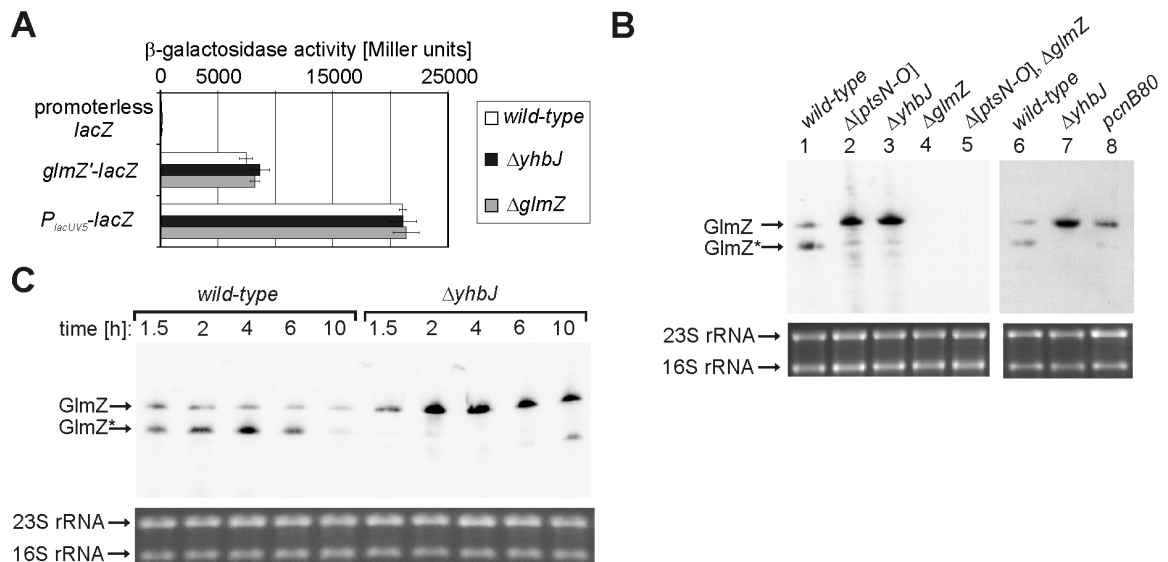 A
β-galactosidase activity [Miller units]
0 5000 15000 25000
promoterless
lacZ
glmZ'-lacZ
PlacUV5-lacZ
wild-type
ΔyhbJ
ΔglmZ
B
wild-type Δ[ptsN-O] ΔyhbJ ΔglmZ Δ[ptsN-O], ΔglmZ wild-type ΔyhbJ pcnB80
1 2 3 4 5 6 7 8
GlmZ
GlmZ*
23S rRNA
16S rRNA
C
wild-type ΔyhbJ
time [h]: 1.5 2 4 6 10 1.5 2 4 6 10
GlmZ
GlmZ*
23S rRNA
16S rRNA